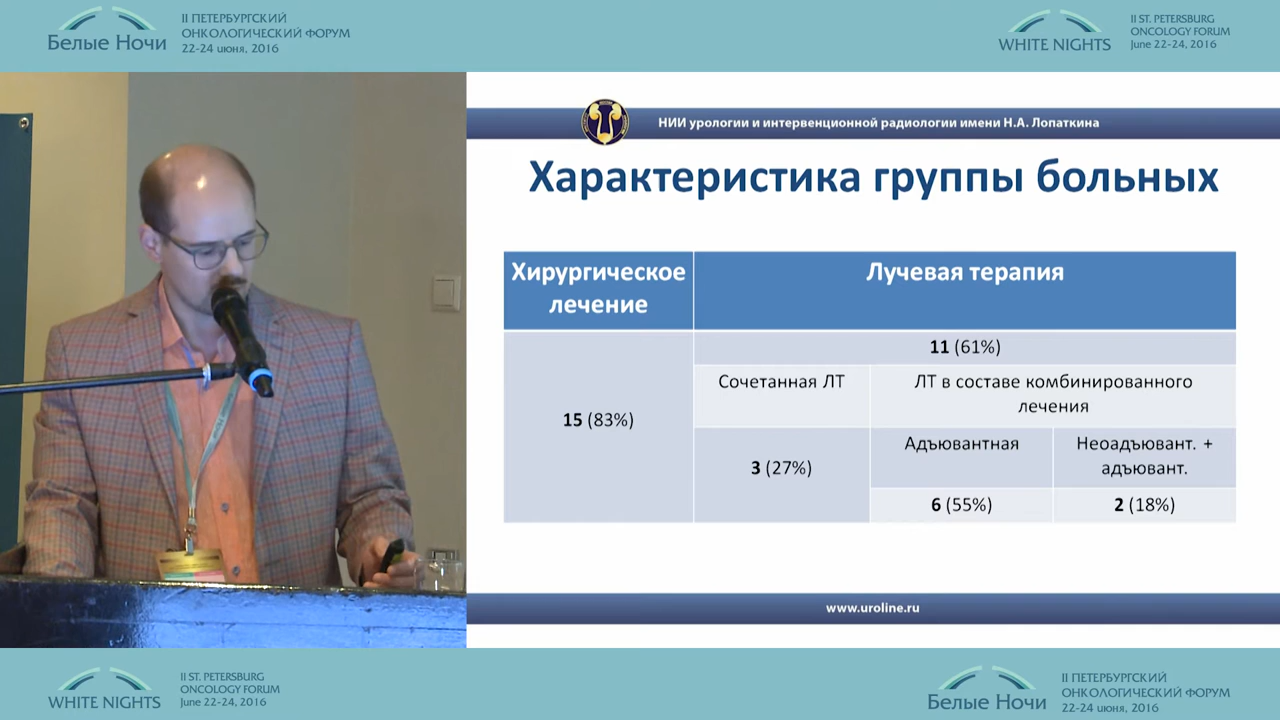 Белые Ночи
II ПЕТЕРБУРГСКИЙ
ОНКОЛОГИЧЕСКИЙ ФОРУМ
22-24 июня, 2016
WHITE NIGHTS
II ST. PETERSBURG
ONCOLOGY FORUM
June 22-24, 2016
НИИ урологии и интервенционной радиологии имени Н.А. Лопаткина
Характеристика группы больных
Хирургическое
лечение
Лучевая терапия
15 (83%)
11 (61%)
Сочетанная ЛТ
ЛТ в составе комбинированного
лечения
3 (27%)
Адъювантная
Неоадъювант. +
адъювант.
6 (55%)
2 (18%)
www.uroline.ru
WHITE NIGHTS
II ST. PETERSBURG
ONCOLOGY FORUM
June 22-24, 2016
Белые Ночи
II ПЕТЕРБУРГСКИЙ
ОНКОЛОГИЧЕСКИЙ ФОРУМ
22-24 июня, 2016